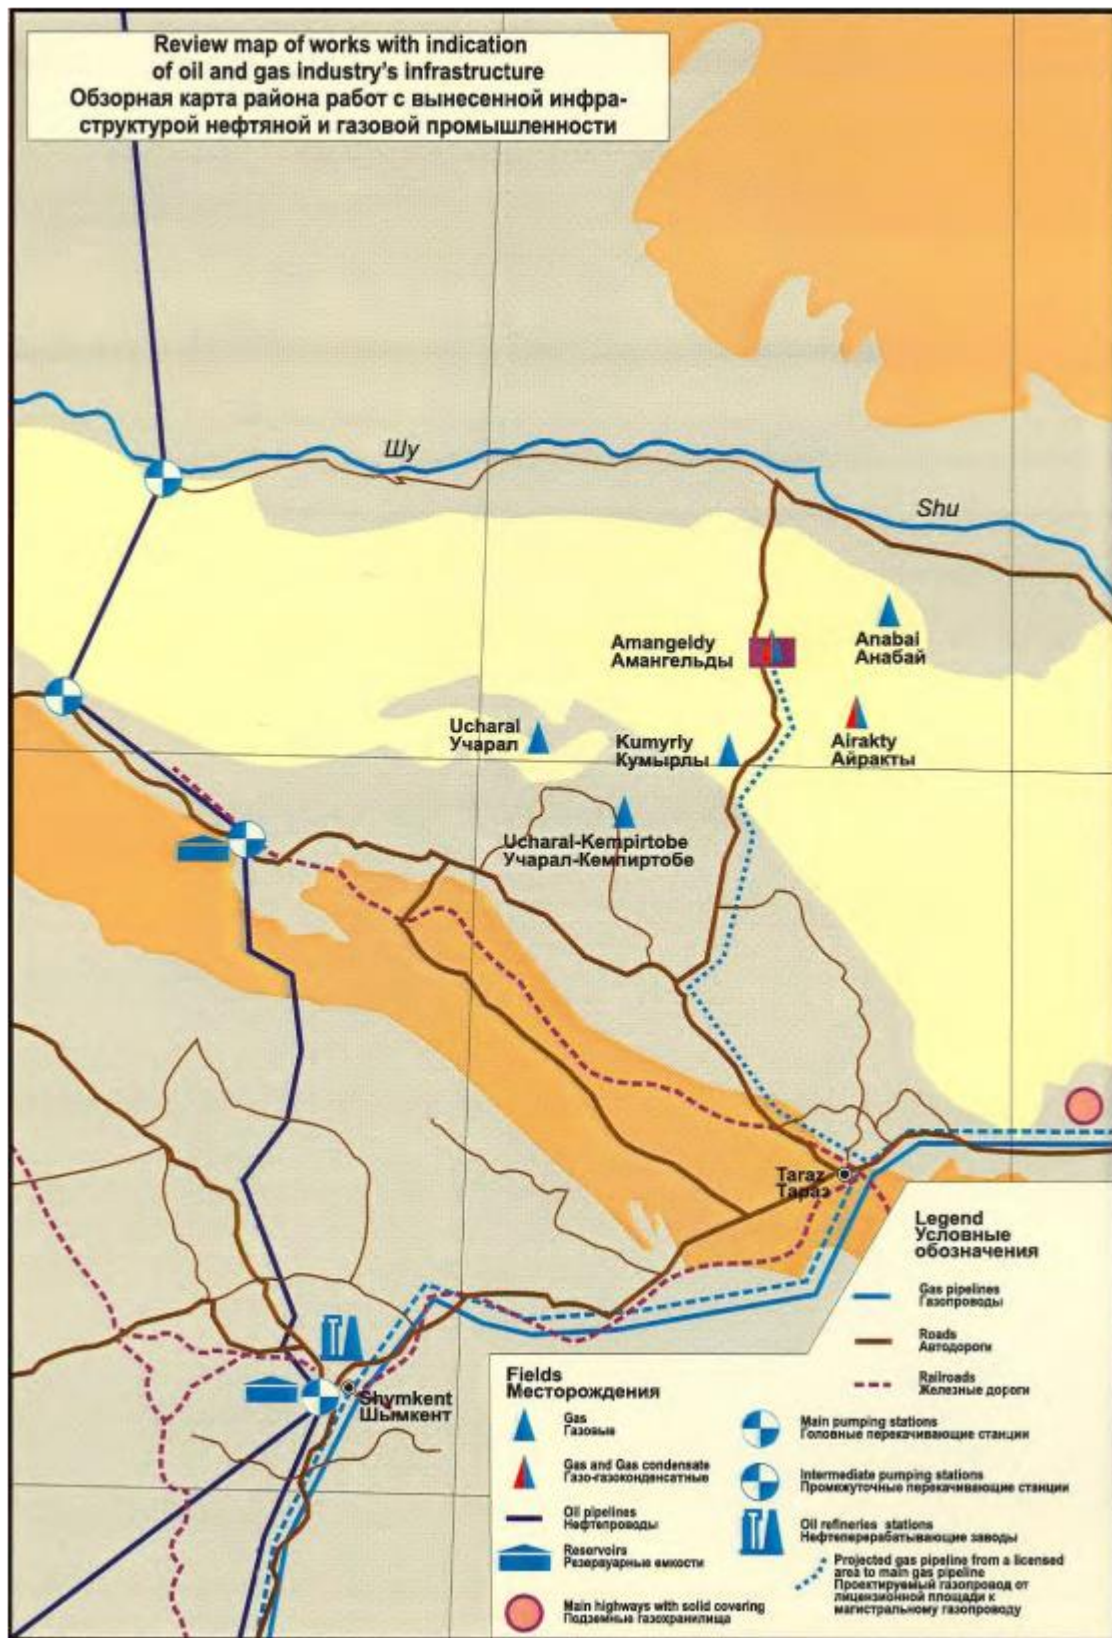 Review map of works with indication
of oil and gas industry's infrastructure
Обзорная карта района работ с вынесенной инфра-
структурой нефтяной и газовой промышленности
Шу
Shu
Amangeldy
Амангельды
Anabai
Анабай
Ucharal
Учарал
Kumyrly
Кумырлы
Airakty
Айракты
Ucharal-Kempirtobe
Учарал-Кемпиртобе
Taraz
Тараз
Shymkent
Шымкент
Legend
Условные
обозначения
Gas pipelines
Газопроводы
Roads
Автодороги
Railroads
Железные дороги
Fields
Месторождения
Gas
Газовые
Gas and Gas condensate
Газо-газоконденсатные
Oil pipelines
Нефтепроводы
Reservoirs
Резервуарные емкости
Main highways with solid covering
Подземные газохранилища
Main pumping stations
Головные перекачивающие станции
Intermediate pumping stations
Промежуточные перекачивающие станции
Oil refineries stations
Нефтеперерабатывающие заводы
Projected gas pipeline from a licensed
area to main gas pipeline
Проектируемый газопровод от
лицензионной площади к
магистральному газопроводу